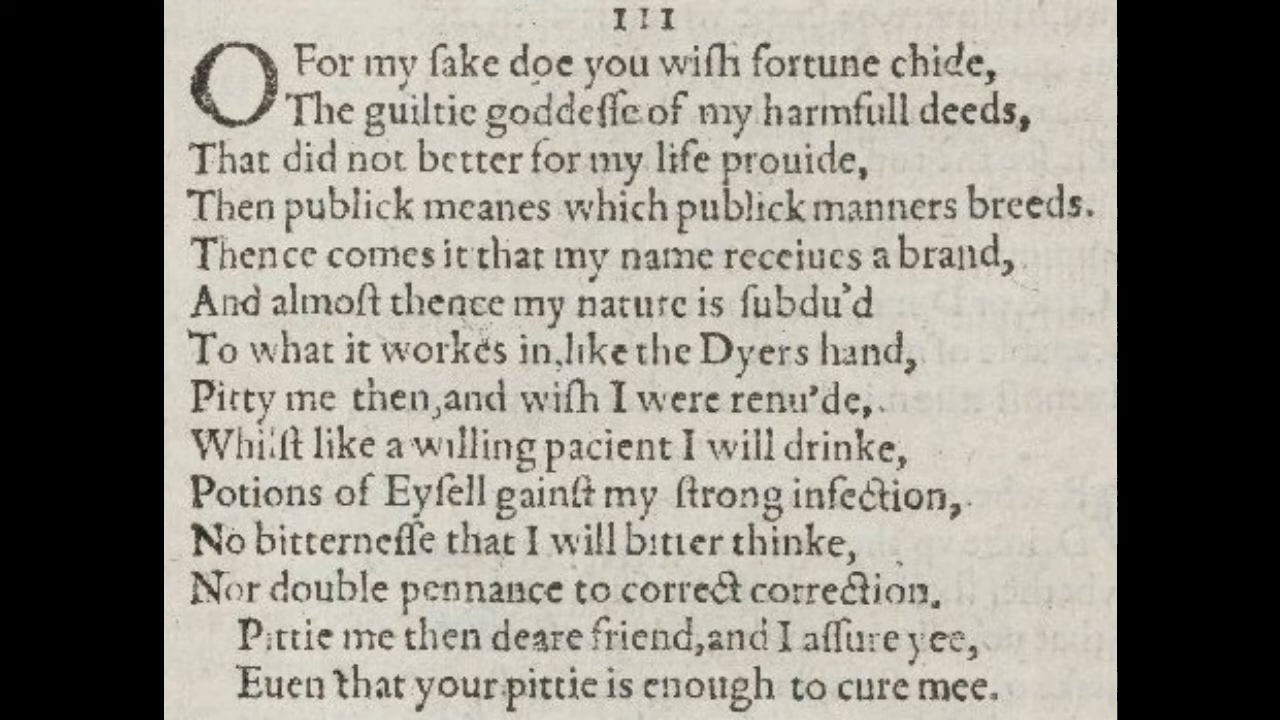 III
O For my ſake doe you wiſh fortune chide,
The guiltie goddeſſe of my harmfull deeds,
That did not better for my life prouide,
Then publick meanes which publick manners breeds.
Thence comes it that my name receiues a brand,
And almoſt thence my nature is ſubdu'd
To what it workes in,like the Dyers hand,
Pitty me then,and wiſh I were renu'de,
Whilſt like a willing pacient I will drinke,
Potions of Eyſell gainſt my ſtrong infection,
No bitterneſſe that I will bitter thinke,
Nor double pennance to correct correction.
Pittie me then deare friend,and I aſſure yee,
Euen that your pittie is enough to cure mee.